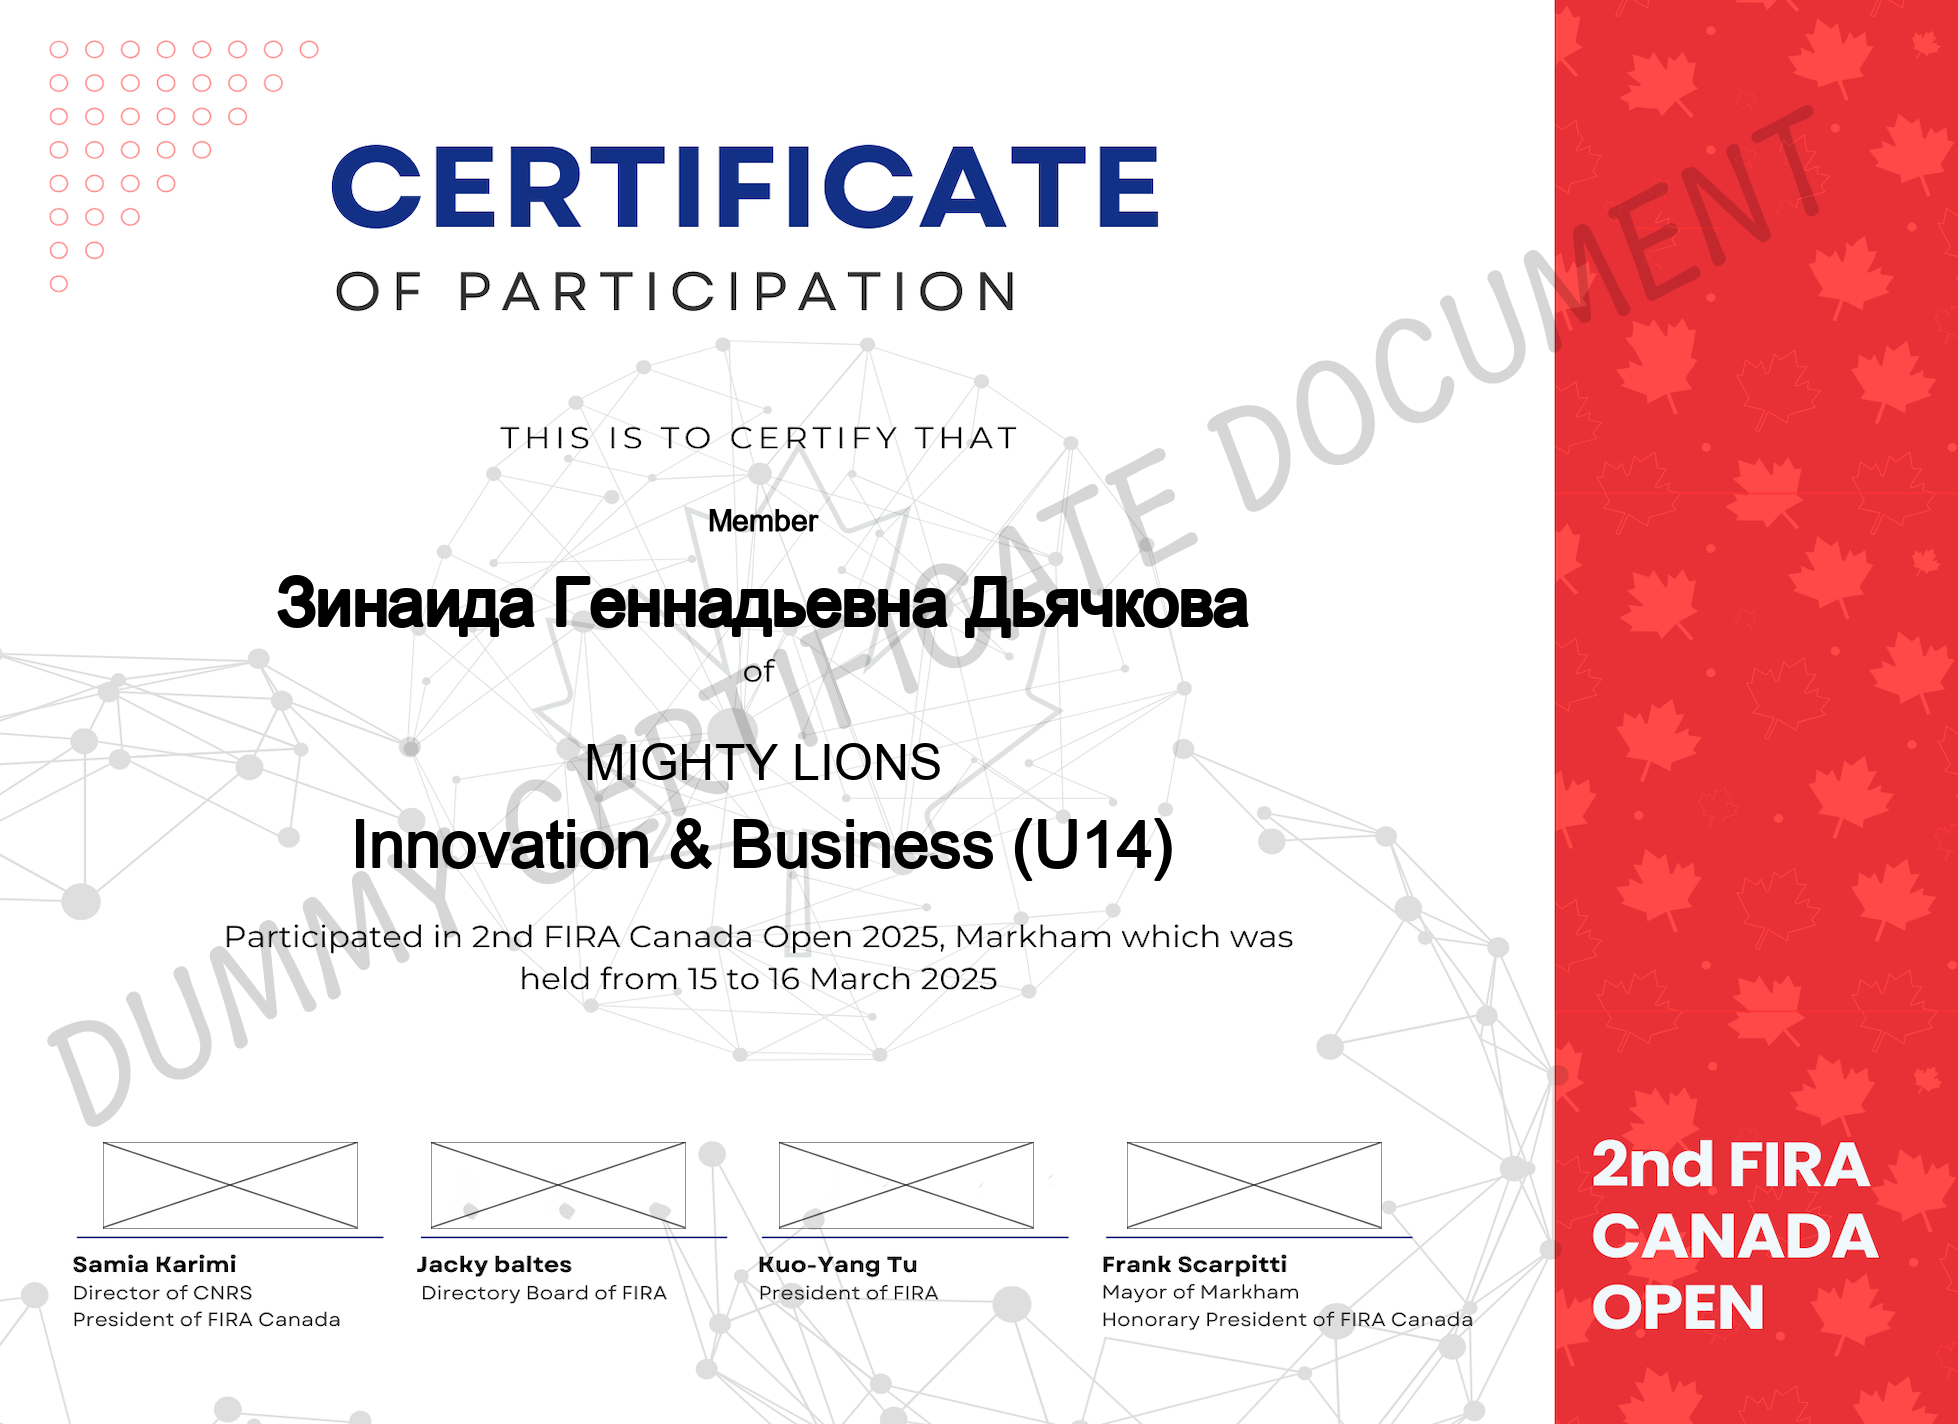 CERTIFICATE
OF PARTICIPATION
THIS IS TO CERTIFY THAT
Member
Зинаида Геннадьевна Дьячкова
of
MIGHTY LIONS
Innovation & Business (U14)
Participated in 2nd FIRA Canada Open 2025, Markham which was
held from 15 to 16 March 2025
DUMMY CERTIFICATE DOCUMENT
Samia Karimi
Director of CNRS
President of FIRA Canada
Jacky baltes
Directory Board of FIRA
Kuo-Yang Tu
President of FIRA
Frank Scarpitti
Mayor of Markham
Honorary President of FIRA Canada
2nd FIRA
CANADA
OPEN